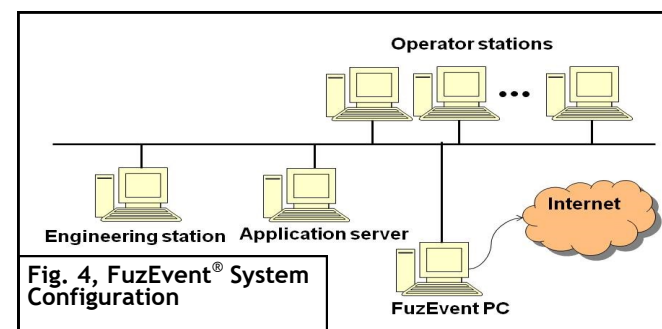 Operator stations
Engineering station
Application server
Internet
FuzEvent PC
Fig. 4, FuzEvent® System
Configuration